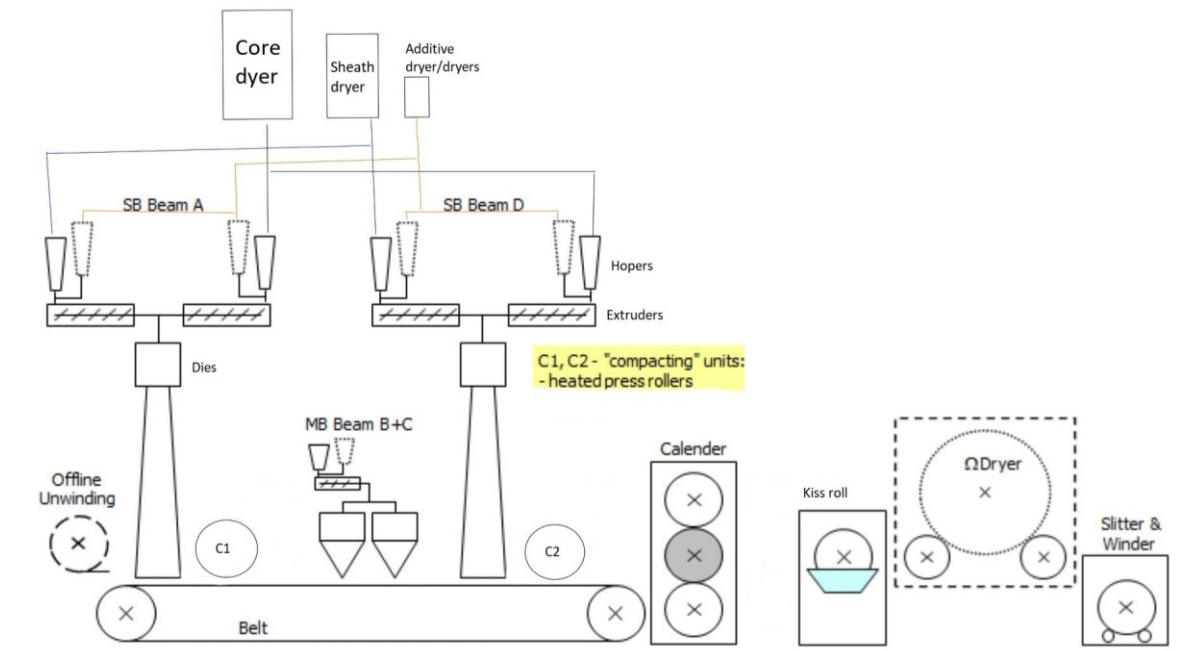 Core
dyer
Sheath
dryer
Additive
dryer/dryers
SB Beam A
SB Beam D
Hopers
Extruders
Dies
C1, C2 - "compacting" units:
- heated press rollers
MB Beam B+C
Offline
Unwinding
C1
C2
Calender
Kiss roll
ΩDryer
Slitter &
Winder
Belt